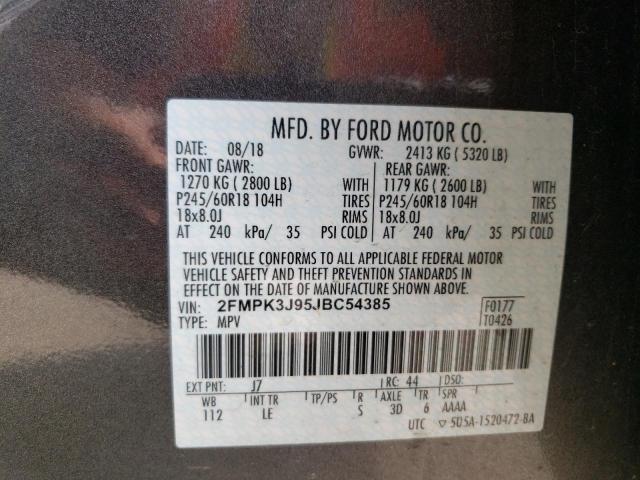 MFD. BY FORD MOTOR CO.
DATE: 08/18 GVWR: 2413 KG ( 5320 LB)
FRONT GAWR: REAR GAWR:
1270 KG ( 2800 LB) WITH 1179 KG ( 2600 LB) WITH
P245/60R18 104H TIRES P245/60R18 104H TIRES
18x8.0J RIMS 18x8.0J RIMS
AT 240 kPa/ 35 PSI COLD AT 240 kPa/ 35 PSI COLD
THIS VEHICLE CONFORMS TO ALL APPLICABLE FEDERAL MOTOR
VEHICLE SAFETY AND THEFT PREVENTION STANDARDS IN
EFFECT ON THE DATE OF MANUFACTURE SHOWN ABOVE.
VIN: 2FMPK3J95JBC54385 F0177
TYPE: MPV T0426
EXT PNT: J7 RC: 44 DSO:
WB INT TR TP/PS R AXLE TR SPR
112 LE S 3D 6 AAAA
UTC ▽ 5U5A-1520472-BA